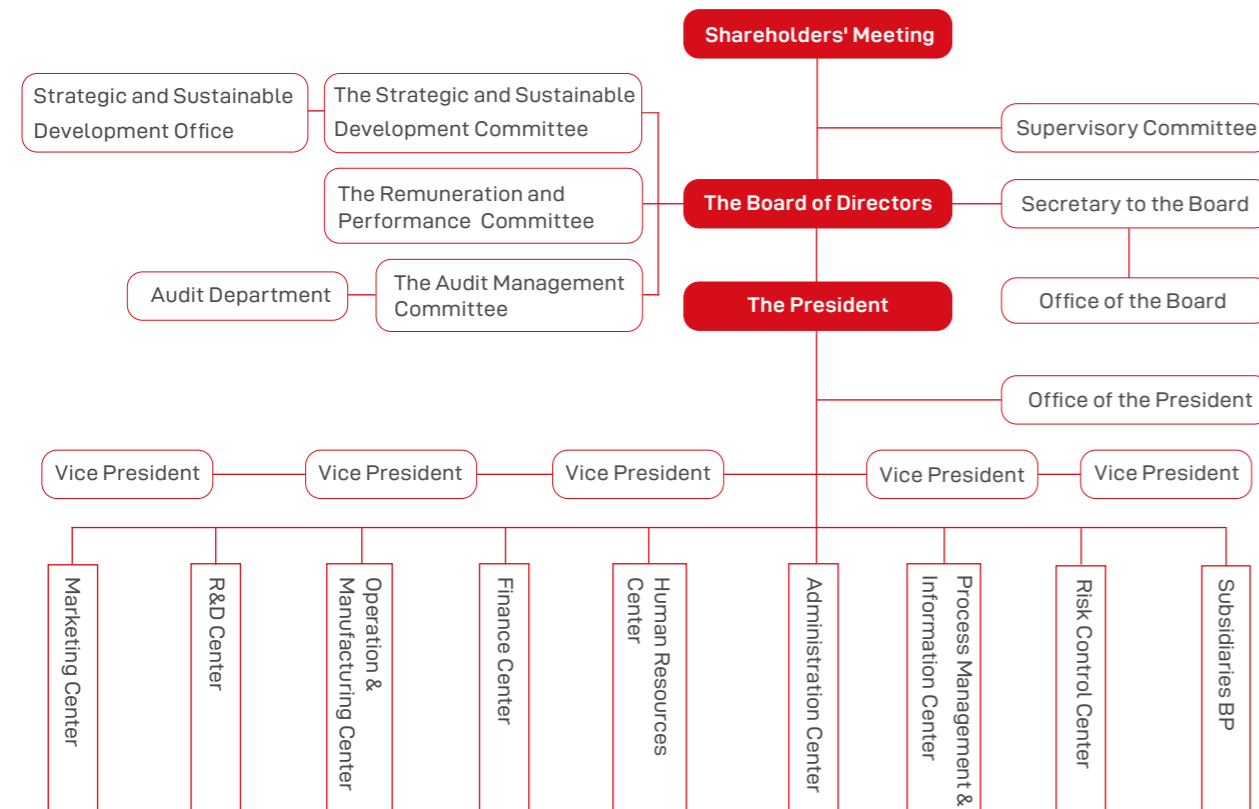 Shareholders' Meeting
Strategic and Sustainable
Development Office
The Strategic and Sustainable
Development Committee
Supervisory Committee
The Remuneration and
Performance Committee
The Board of Directors
Secretary to the Board
Audit Department
The Audit Management
Committee
The President
Office of the Board
Office of the President
Vice President
Vice President
Vice President
Vice President
Vice President
Marketing Center
R&D Center
Operation &
Manufacturing Center
Finance Center
Human Resources
Center
Administration Center
Process Management &
Information Center
Risk Control Center
Subsidiaries BP